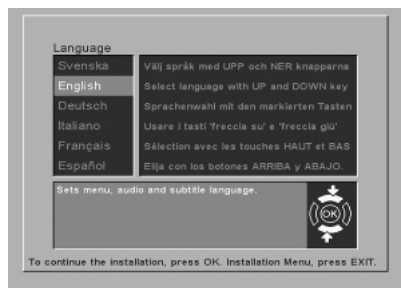 Language
Svenska Välj språk med UPP och NER knapparna
English Select language with UP and DOWN key
Deutsch Sprachenwahl mit den markierten Tasten
Italiano Usare i tasti 'freccia su' e 'freccia giù'
Français Sélection avec les touches HAUT et BAS
Español Elija con los botones ARRIBA y ABAJO.
Sets menu, audio and subtitle language.
OK
To continue the installation, press OK. Installation Menu, press EXIT.